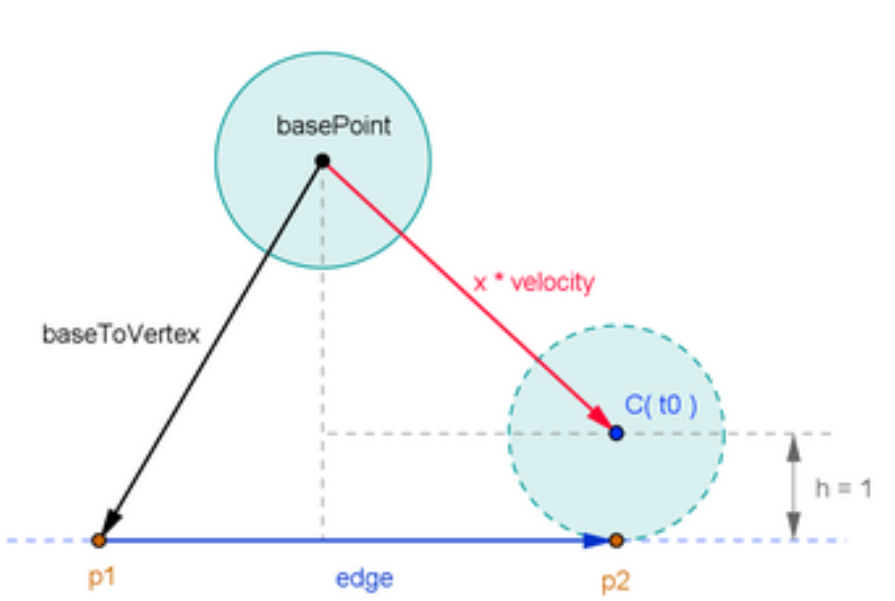 basePoint
x * velocity
baseToVertex
C( t0 )
h = 1
p1
edge
p2